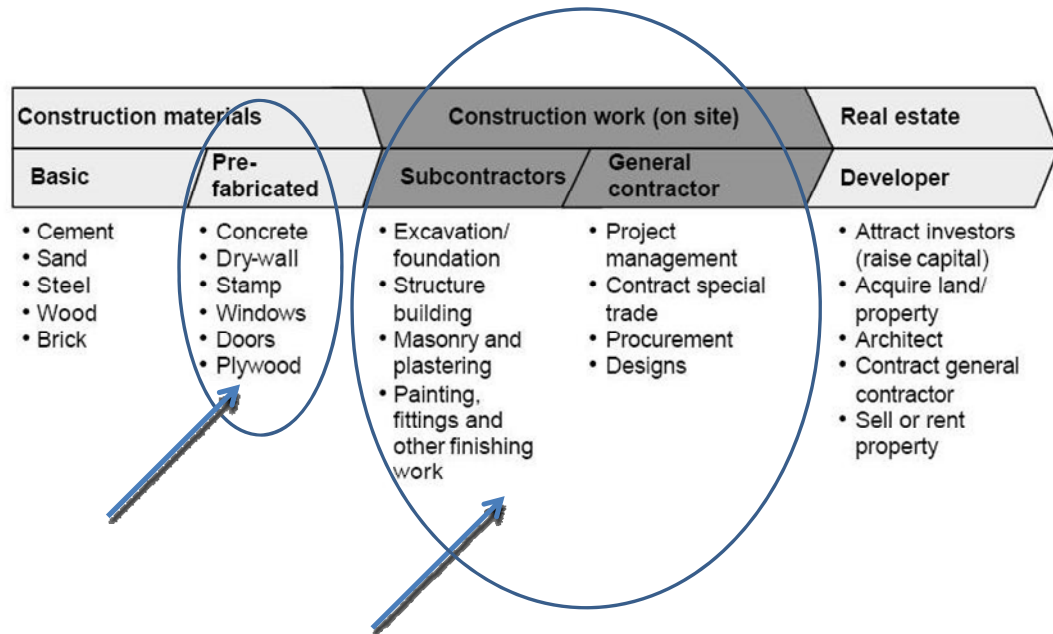 Construction materials
Construction work (on site)
Real estate
Basic
Pre-
fabricated
Subcontractors
General
contractor
Developer
• Cement
• Sand
• Steel
• Wood
• Brick
• Concrete
• Dry-wall
• Stamp
• Windows
• Doors
• Plywood
• Excavation/
foundation
• Structure
building
• Masonry and
plastering
• Painting,
fittings and
other finishing
work
• Project
management
• Contract special
trade
• Procurement
• Designs
• Attract investors
(raise capital)
• Acquire land/
property
• Architect
• Contract general
contractor
• Sell or rent
property